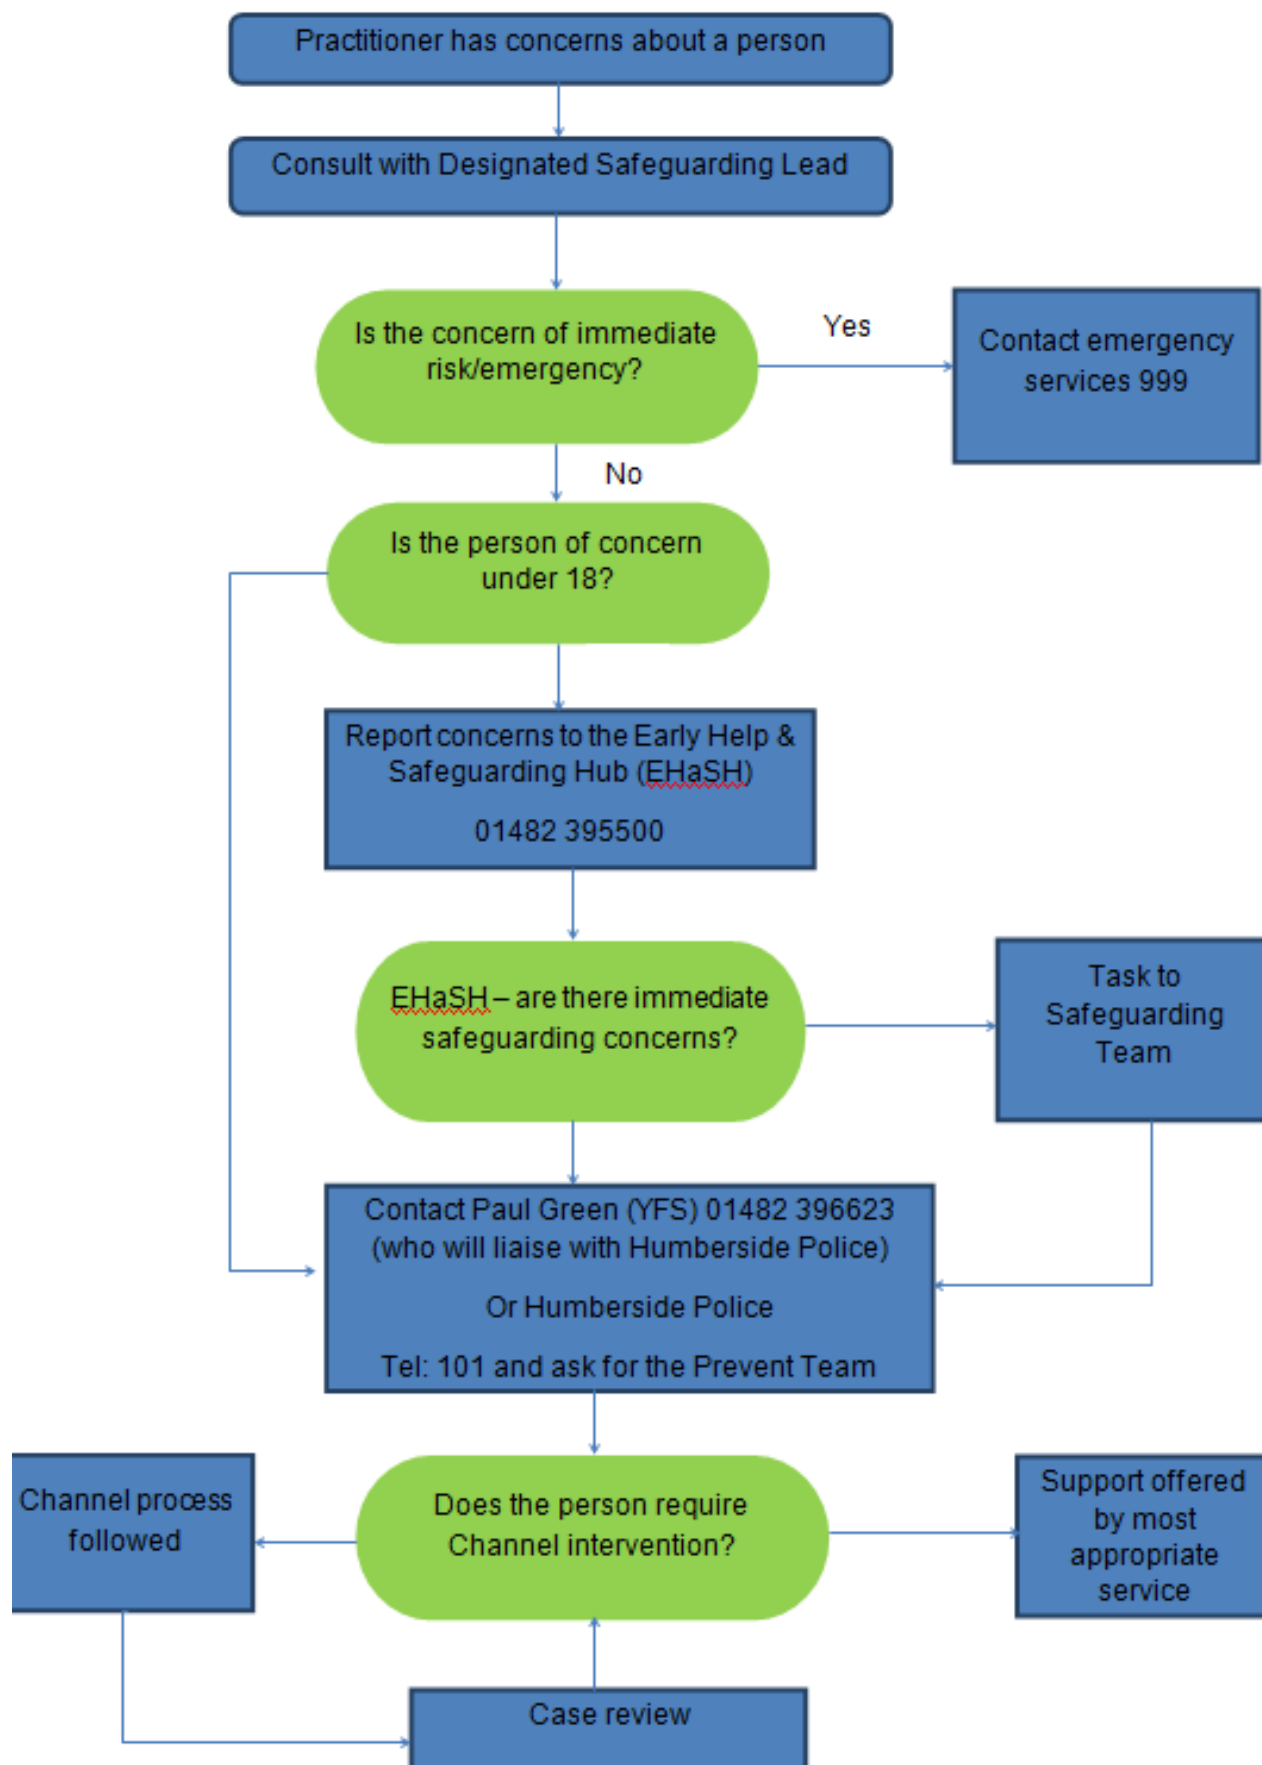 Practitioner has concerns about a person
Consult with Designated Safeguarding Lead
Is the concern of immediate
risk/emergency?
Yes
Contact emergency
services 999
No
Is the person of concern
under 18?
Report concerns to the Early Help &
Safeguarding Hub (EHaSH)
01482 395500
EHaSH – are there immediate
safeguarding concerns?
Task to
Safeguarding
Team
Contact Paul Green (YFS) 01482 396623
(who will liaise with Humberside Police)
Or Humberside Police
Tel: 101 and ask for the Prevent Team
Channel process
followed
Does the person require
Channel intervention?
Support offered
by most
appropriate
service
Case review